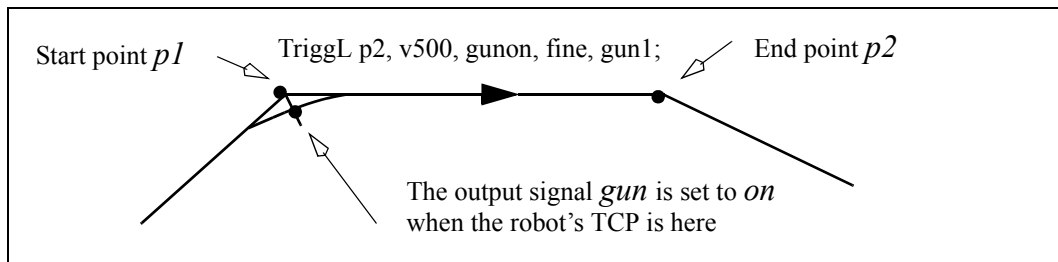 Start point p1
TriggL p2, v500, gunon, fine, gun1;
End point p2
The output signal gun is set to on
when the robot's TCP is here